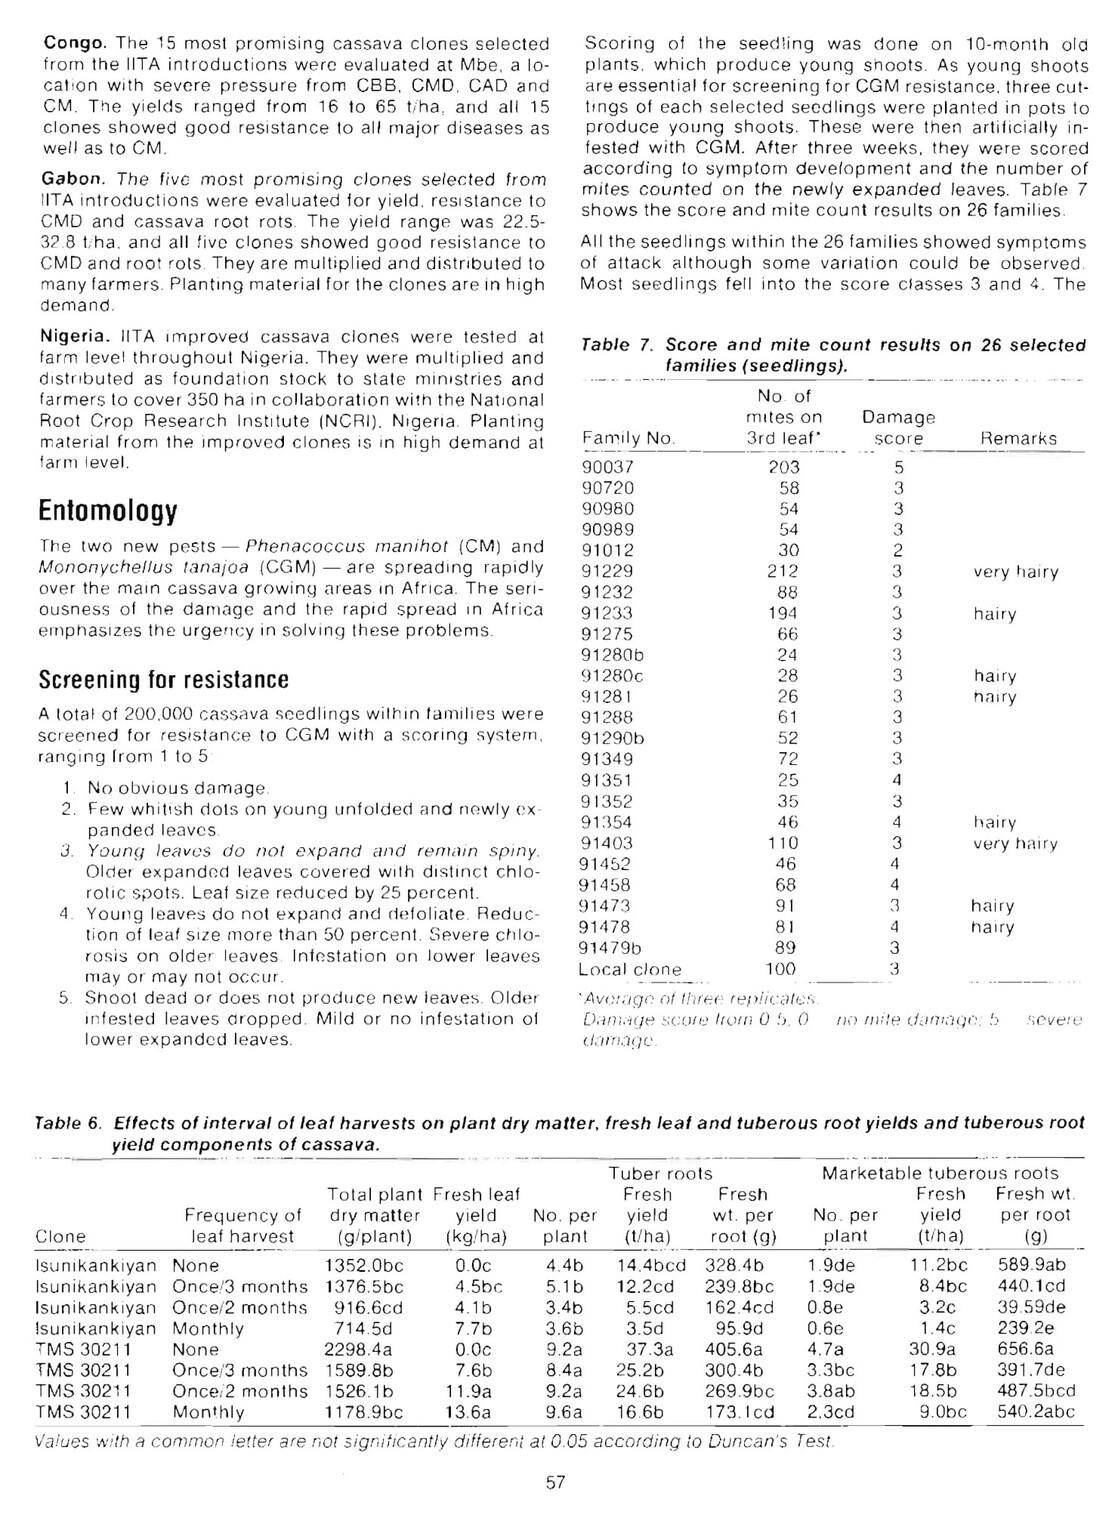 Congo. The 15 most promising cassava clones selected
from the IITA introductions were evaluated at Mbe, a lo-
cation with severe pressure from CBB, CMD, CAD and
CM. The yields ranged from 16 to 65 t/ha, and all 15
clones showed good resistance to all major diseases as
well as to CM.
Gabon. The five most promising clones selected from
IITA introductions were evaluated for yield, resistance to
CMD and cassava root rots. The yield range was 22.5-
32.8 t/ha, and all five clones showed good resistance to
CMD and root rots. They are multiplied and distributed to
many farmers. Planting material for the clones are in high
demand.
Nigeria. IITA improved cassava clones were tested at
farm level throughout Nigeria. They were multiplied and
distributed as foundation stock to state ministries and
farmers to cover 350 ha in collaboration with the National
Root Crop Research Institute (NCRI), Nigeria. Planting
material from the improved clones is in high demand at
farm level.
Entomology
The two new pests — Phenacoccus manihot (CM) and
Mononychellus tanajoa (CGM) — are spreading rapidly
over the main cassava growing areas in Africa. The seri-
ousness of the damage and the rapid spread in Africa
emphasizes the urgency in solving these problems.
Screening for resistance
A total of 200,000 cassava seedlings within families were
screened for resistance to CGM with a scoring system,
ranging from 1 to 5
1. No obvious damage.
2. Few whitish dots on young unfolded and newly ex-
panded leaves.
3. Young leaves do not expand and remain spiny.
Older expanded leaves covered with distinct chlo-
rotic spots. Leaf size reduced by 25 percent.
4. Young leaves do not expand and defoliate. Reduc-
tion of leaf size more than 50 percent. Severe chlo-
rosis on older leaves. Infestation on lower leaves
may or may not occur.
5. Shoot dead or does not produce new leaves. Older
infested leaves dropped. Mild or no infestation of
lower expanded leaves.
Scoring of the seedling was done on 10-month old
plants, which produce young shoots. As young shoots
are essential for screening for CGM resistance, three cut-
tings of each selected seedlings were planted in pots to
produce young shoots. These were then artificially in-
fested with CGM. After three weeks, they were scored
according to symptom development and the number of
mites counted on the newly expanded leaves. Table 7
shows the score and mite count results on 26 families.
All the seedlings within the 26 families showed symptoms
of attack although some variation could be observed.
Most seedlings fell into the score classes 3 and 4. The
Table 7. Score and mite count results on 26 selected
families (seedlings).
No. of
mites on Damage
Family No. 3rd leaf* score Remarks
90037 203 5
90720 58 3
90980 54 3
90989 54 3
91012 30 2
91229 212 3 very hairy
91232 88 3
91233 194 3 hairy
91275 66 3
91280b 24 3
91280c 28 3 hairy
91281 26 3 hairy
91288 61 3
91290b 52 3
91349 72 3
91351 25 4
91352 35 3
91354 46 4 hairy
91403 110 3 very hairy
91452 46 4
91458 68 4
91473 91 3 hairy
91478 81 4 hairy
91479b 89 3
Local clone 100 3
*Average of three replicates.
Damage score from 0 5, 0 no mite damage; 5 severe
damage.
Table 6. Effects of interval of leaf harvests on plant dry matter, fresh leaf and tuberous root yields and tuberous root
yield components of cassava.
Tuber roots Marketable tuberous roots
Total plant Fresh leaf Fresh Fresh Fresh Fresh wt.
Frequency of dry matter yield No. per yield wt. per No. per yield per root
Clone leaf harvest (g/plant) (kg/ha) plant (t/ha) root (g) plant (t/ha) (g)
Isunikankiyan None 1352.0bc 0.0c 4.4b 14.4bcd 328.4b 1.9de 11.2bc 589.9ab
Isunikankiyan Once/3 months 1376.5bc 4.5bc 5.1b 12.2cd 239.8bc 1.9de 8.4bc 440.1cd
Isunikankiyan Once/2 months 916.6cd 4.1b 3.4b 5.5cd 162.4cd 0.8e 3.2c 39.59de
Isunikankiyan Monthly 714.5d 7.7b 3.6b 3.5d 95.9d 0.6e 1.4c 239.2e
TMS 30211 None 2298.4a 0.0c 9.2a 37.3a 405.6a 4.7a 30.9a 656.6a
TMS 30211 Once/3 months 1589.8b 7.6b 8.4a 25.2b 300.4b 3.3bc 17.8b 391.7de
TMS 30211 Once/2 months 1526.1b 11.9a 9.2a 24.6b 269.9bc 3.8ab 18.5b 487.5bcd
TMS 30211 Monthly 1178.9bc 13.6a 9.6a 16.6b 173.1cd 2.3cd 9.0bc 540.2abc
Values with a common letter are not significantly different at 0.05 according to Duncan's Test.
57